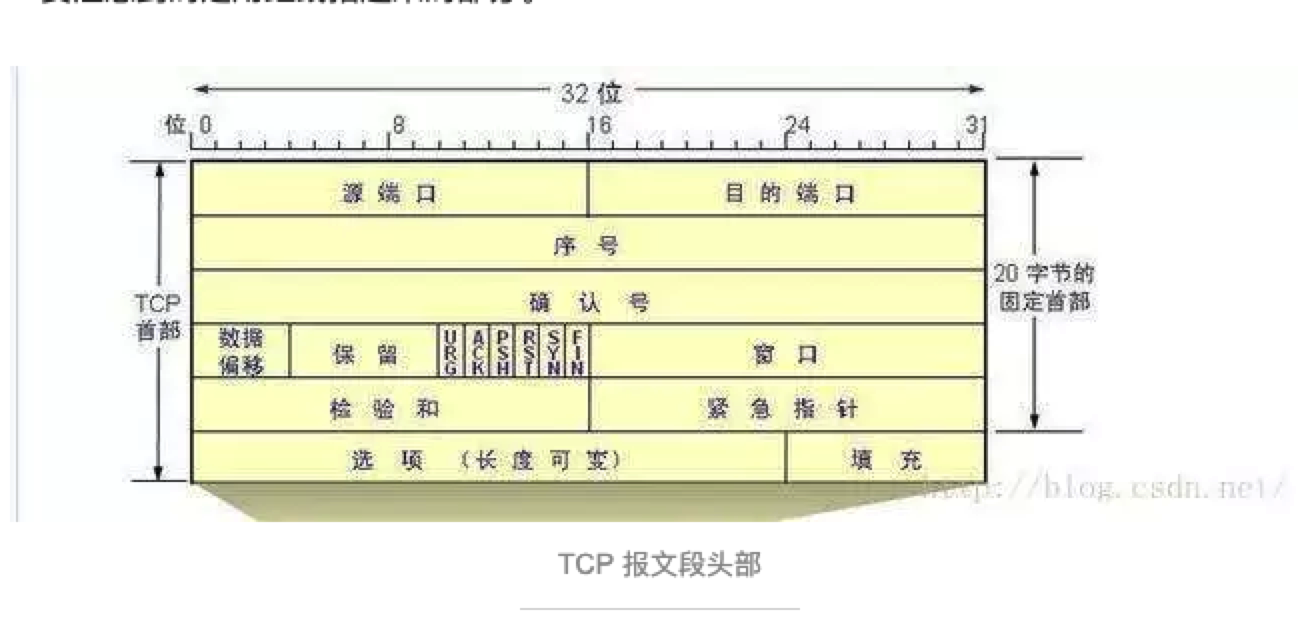 32 位
位 0 8 16 24 31
源 端 口 目 的 端 口
序 号
TCP
首部
确 认 号
20 字节的
固定首部
数据
偏移
保 留
URG
ACK
PSH
RST
SYN
FIN
窗 口
检 验 和 紧 急 指 针
选 项 (长 度 可 变) 填 充
http://blog.csdn.net/
TCP 报文段头部